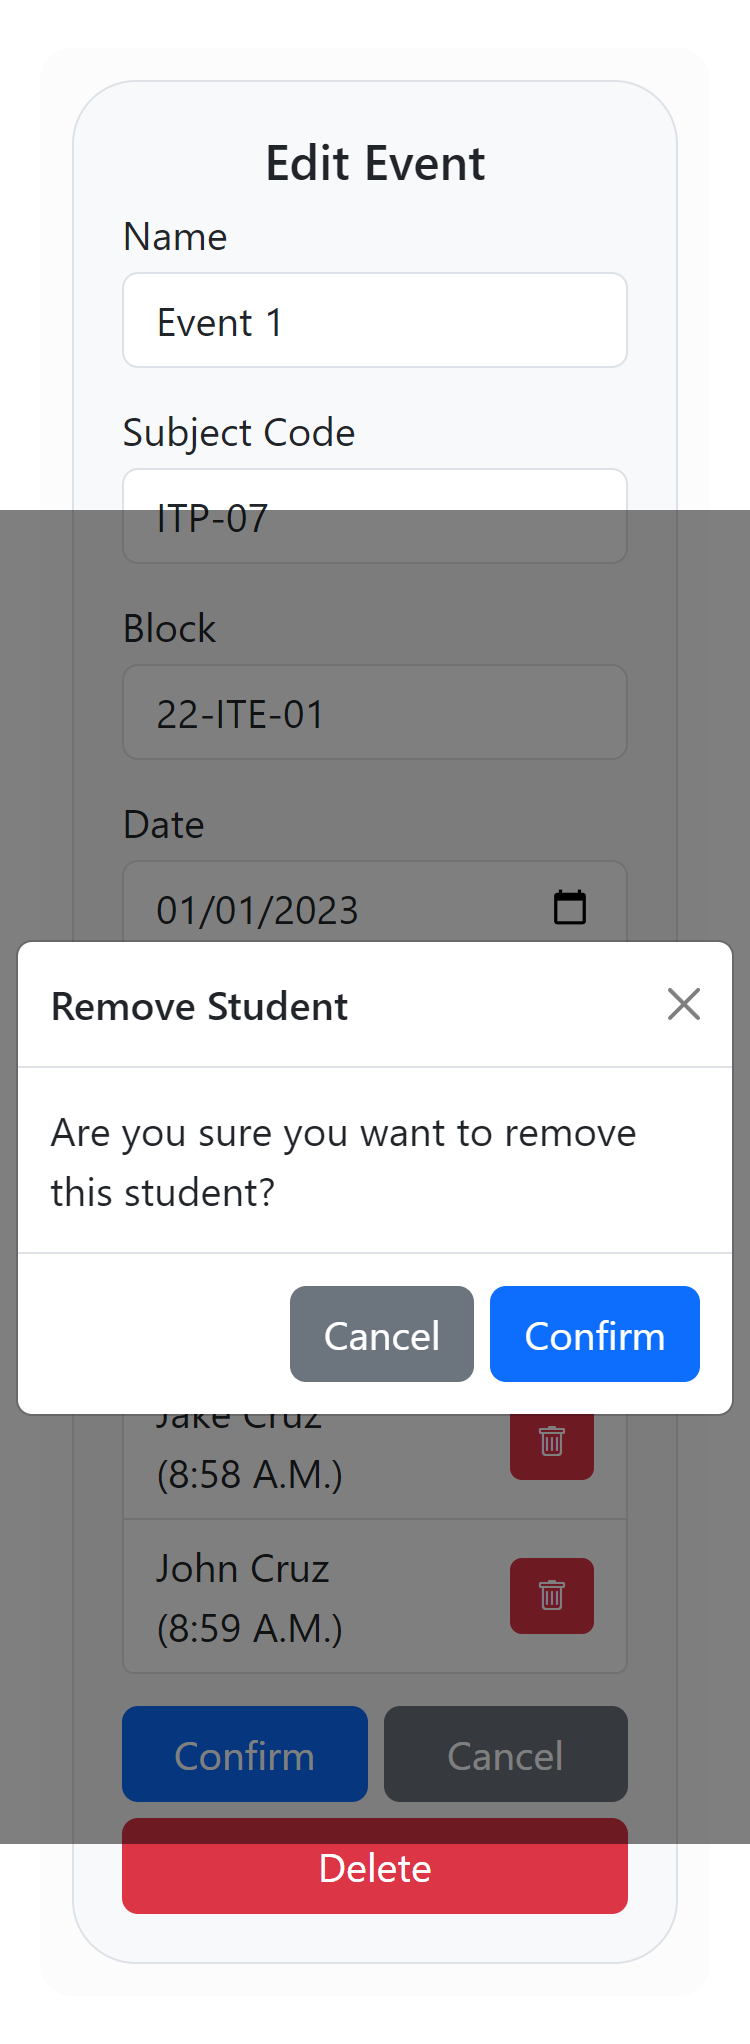 Edit Event
Name
Event 1
Subject Code
ITP-07
Block
22-ITE-01
Date
01/01/2023
Remove Student
Are you sure you want to remove
this student?
Cancel
Confirm
Jake Cruz
(8:58 A.M.)
John Cruz
(8:59 A.M.)
Confirm
Cancel
Delete